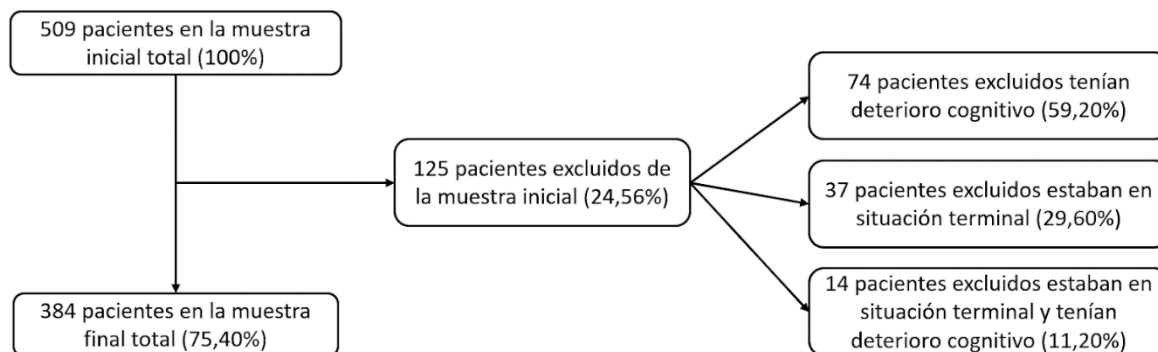 509 pacientes en la muestra
inicial total (100%)
74 pacientes excluidos tenían
deterioro cognitivo (59,20%)
125 pacientes excluidos de
la muestra inicial (24,56%)
37 pacientes excluidos estaban en
situación terminal (29,60%)
384 pacientes en la muestra
final total (75,40%)
14 pacientes excluidos estaban en
situación terminal y tenían
deterioro cognitivo (11,20%)